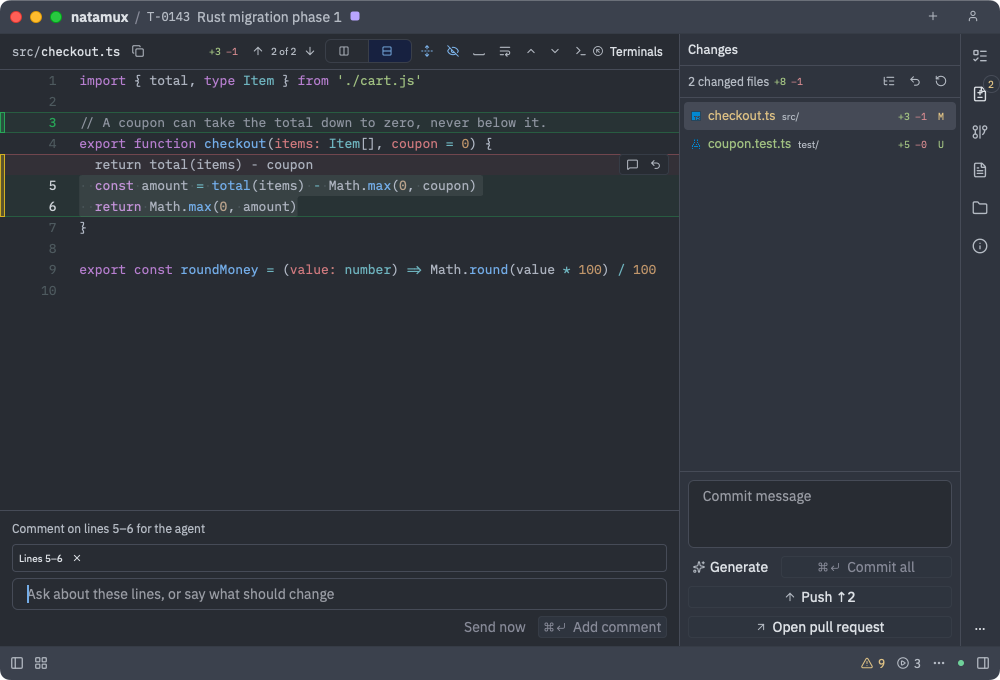 natamux / T-0143 Rust migration phase 1
src/checkout.ts +3 −1 2 of 2 Terminals
1 import { total, type Item } from './cart.js'
2
3 // A coupon can take the total down to zero, never below it.
4 export function checkout(items: Item[], coupon = 0) {
return total(items) - coupon
5 const amount = total(items) - Math.max(0, coupon)
6 return Math.max(0, amount)
7 }
8
9 export const roundMoney = (value: number) => Math.round(value * 100) / 100
10
Comment on lines 5–6 for the agent
Lines 5–6 ×
Ask about these lines, or say what should change
Send now ⌘↵ Add comment
Changes
2 changed files +8 −1
checkout.ts src/ +3 −1 M
coupon.test.ts test/ +5 −0 U
Commit message
Generate ⌘↵ Commit all
↑ Push ↑2
Open pull request
2
9 3